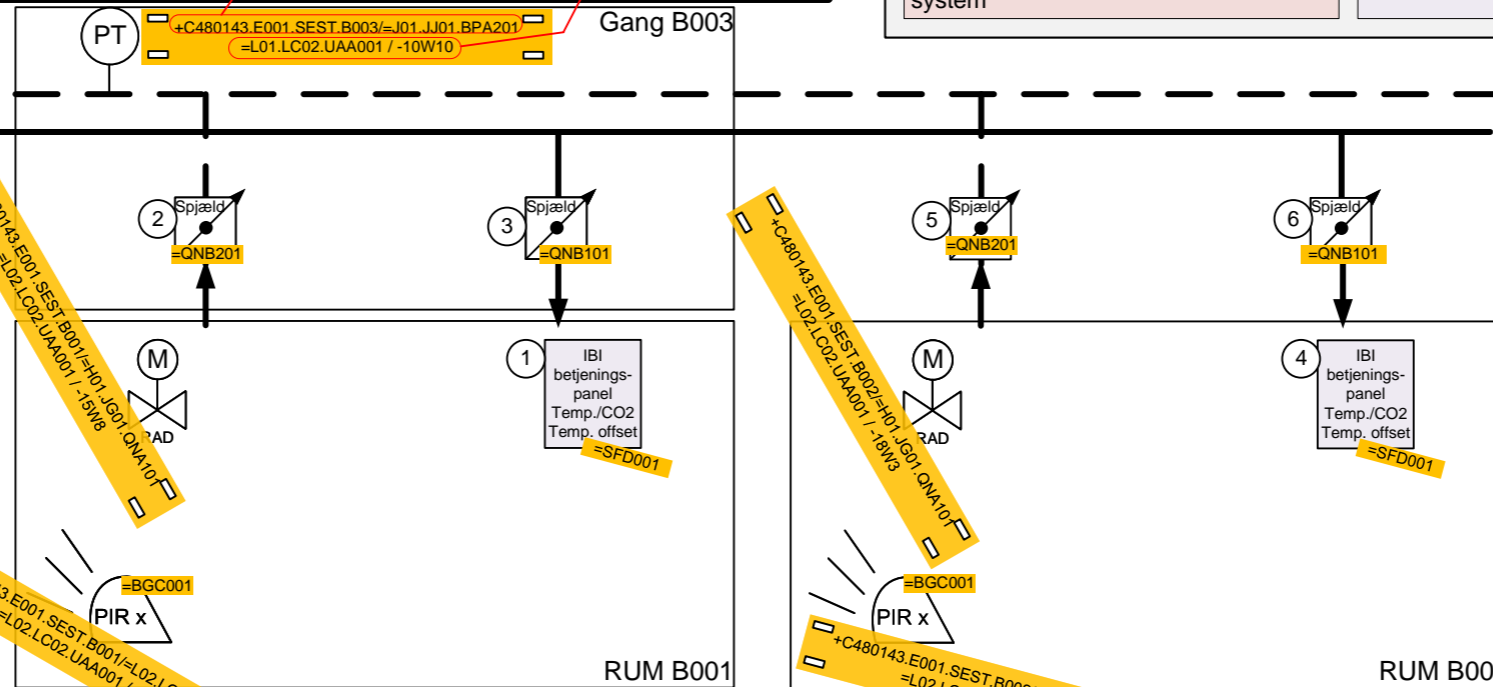 system
Gang B003
PT
+C480143.E001.SEST.B003/=J01.JJ01.BPA201
=L01.LC02.UAA001 / -10W10
2
Spjæld
=QNB201
3
Spjæld
=QNB101
5
Spjæld
=QNB201
6
Spjæld
=QNB101
0143.E001.SEST.B001/=H01.JG01.QNA101
=L02.LC02.UAA001 / -15W8
M
RAD
1
IBI
betjenings-
panel
Temp./CO2
Temp. offset
=SFD001
+C480143.E001.SEST.B002/=H01.JG01.QNA101
=L02.LC02.UAA001 / -18W3
M
RAD
4
IBI
betjenings-
panel
Temp./CO2
Temp. offset
=SFD001
=BGC001
PIR x
3.E001.SEST.B001/=L02.L
=L02.LC02.UAA001 /
RUM B001
=BGC001
PIR x
+C480143.E001.SEST.B00
=L02.L
RUM B00